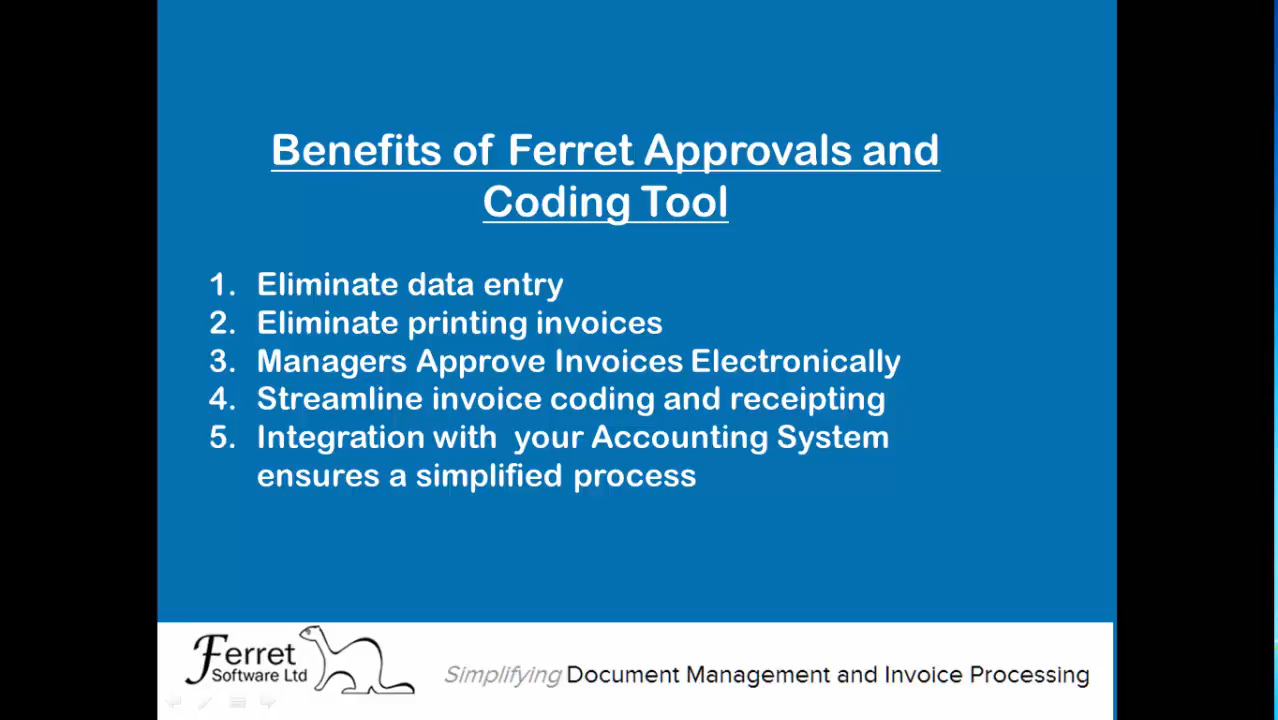 Benefits of Ferret Approvals and
Coding Tool
1. Eliminate data entry
2. Eliminate printing invoices
3. Managers Approve Invoices Electronically
4. Streamline invoice coding and receipting
5. Integration with your Accounting System
ensures a simplified process
Ferret
Software Ltd
Simplifying Document Management and Invoice Processing